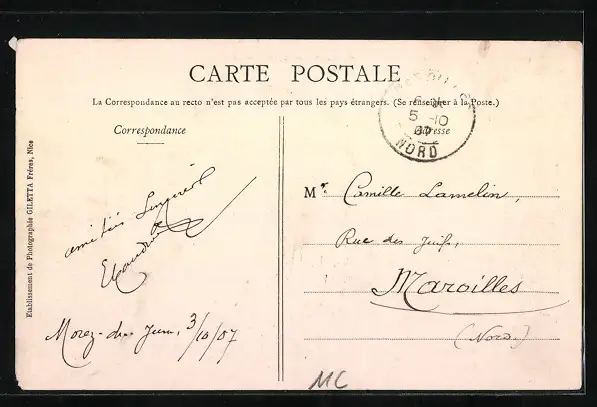 CARTE POSTALE
La Correspondance au recto n'est pas acceptée par tous les pays étrangers. (Se renseigner à la Poste.)
Correspondance
Adresse
MAROILLES
5 -10
07
NORD
Etablissement de Photographie GILETTA Frères, Nice
amitiés
Morez-du-Jura, 3/10/07
Mr. Camille Lamelin,
Rue des Juifs,
Maroilles
(Nord.)
MC